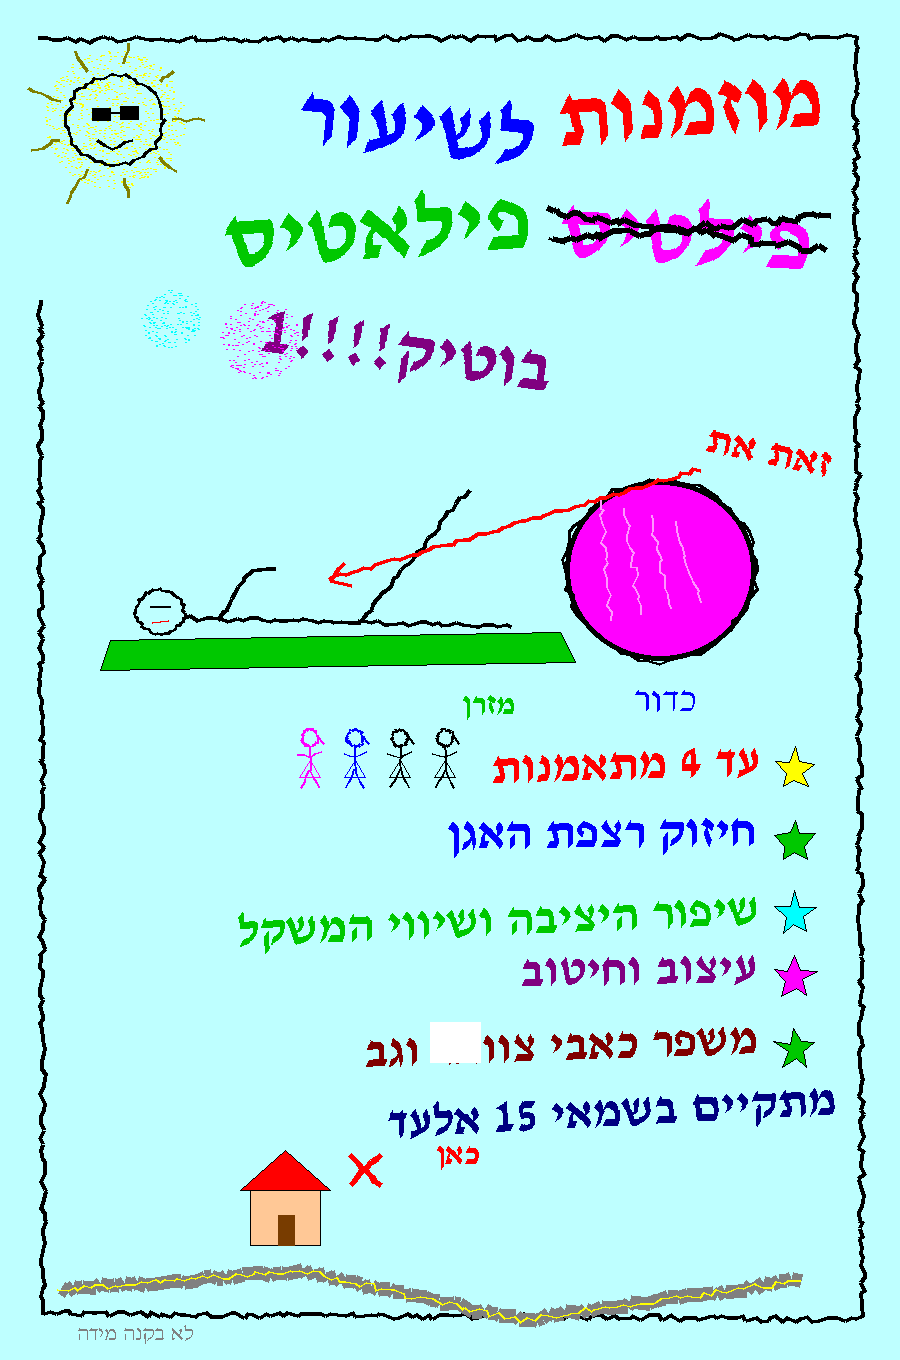 מוזמנות לשיעור
פילטיס פילאטיס
בוטיק!!!!1
זאת את
כדור
מזרן
עד 4 מתאמנות
חיזוק רצפת האגן
שיפור היציבה ושיווי המשקל
עיצוב וחיטוב
משפר כאבי וגב
מתקיים בשמאי 15 אלעד
כאן
לא בקנה מידה